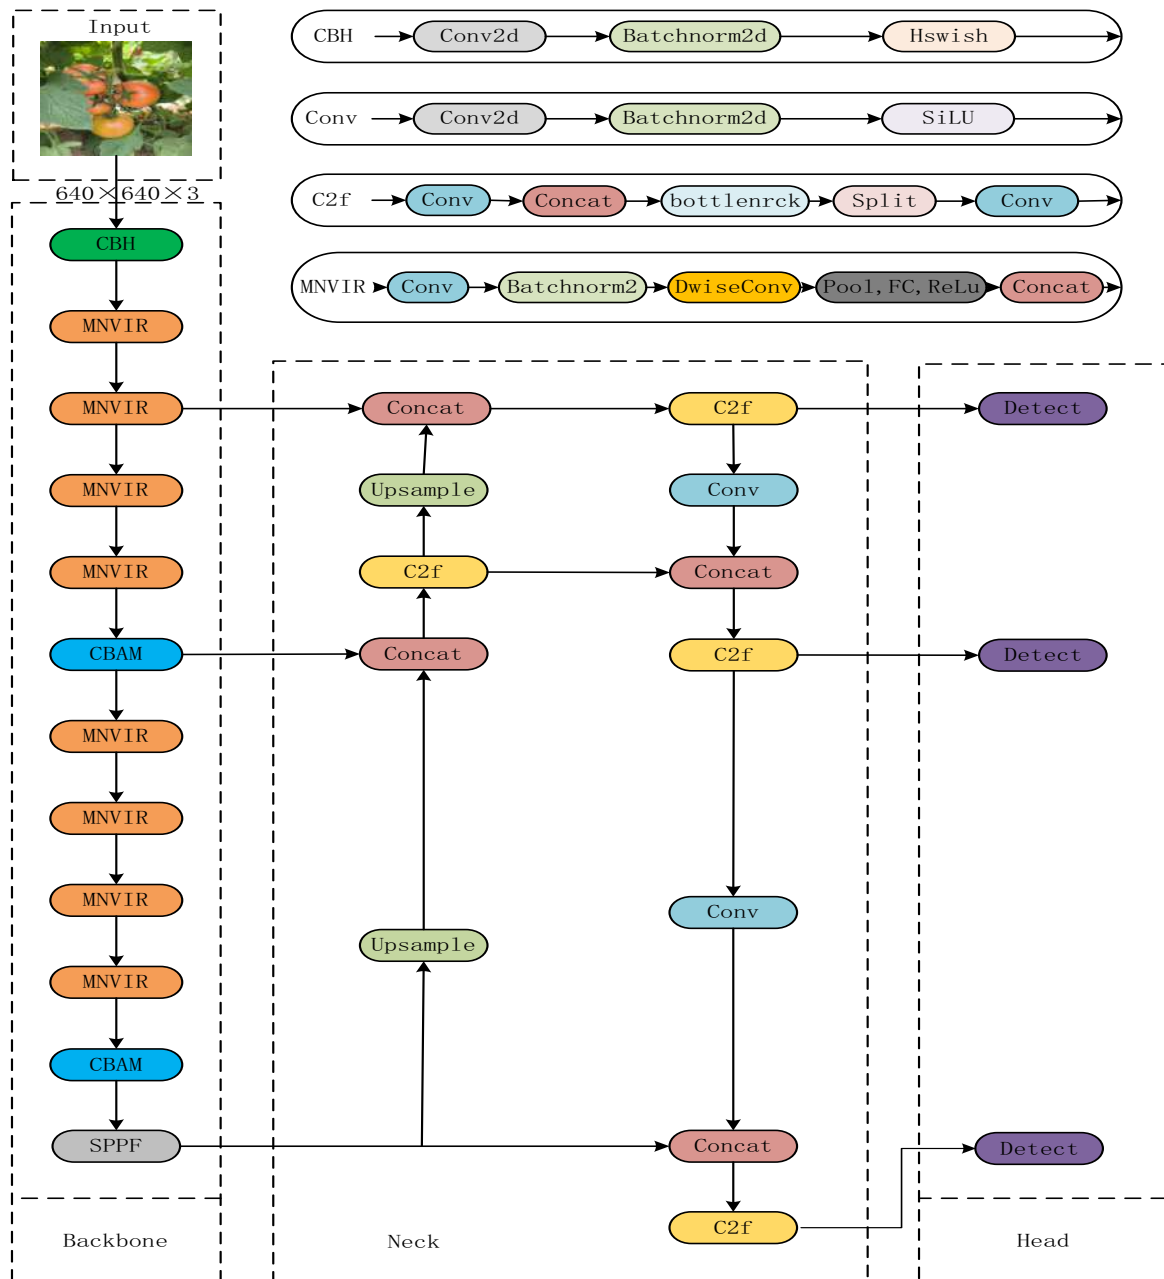 Input
640×640×3
CBH Conv2d Batchnorm2d Hswish
Conv Conv2d Batchnorm2d SiLU
C2f Conv Concat bottlenrck Split Conv
MNVIR Conv Batchnorm2 DwiseConv Pool,FC,ReLu Concat
CBH
MNVIR
MNVIR Concat C2f Detect
MNVIR Upsample Conv
MNVIR C2f Concat
CBAM Concat C2f Detect
MNVIR
MNVIR
MNVIR Conv
Upsample
MNVIR
CBAM
SPPF Concat Detect
C2f
Backbone Neck Head